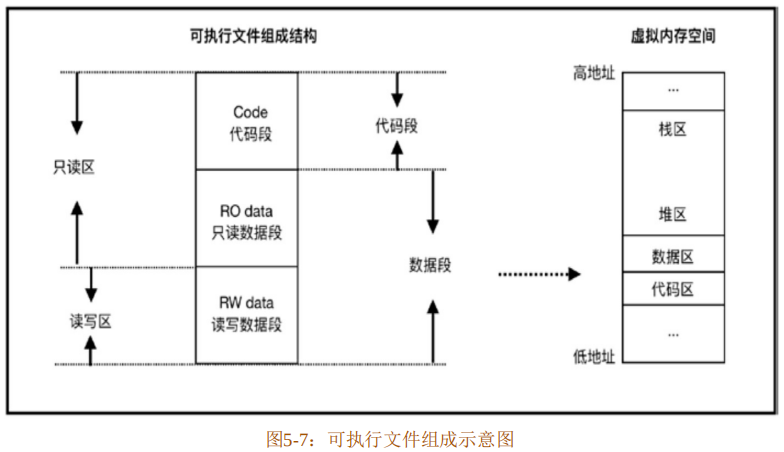 可执行文件组成结构
虚拟内存空间
只读区
读写区
Code
代码段
RO data
只读数据段
RW data
读写数据段
代码段
数据段
高地址
...
栈区
堆区
数据区
代码区
...
低地址
图5-7：可执行文件组成示意图